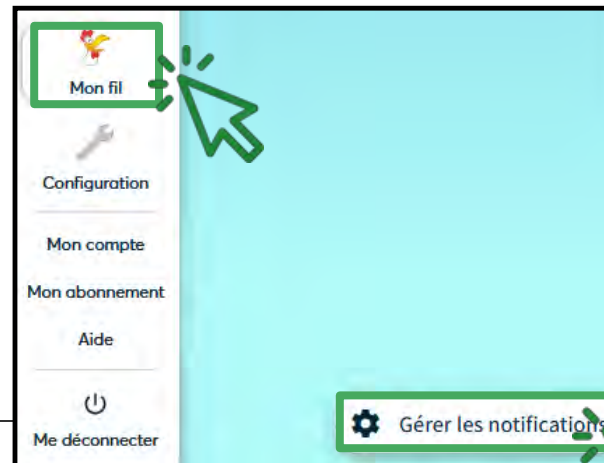 Mon fil
Configuration
Mon compte
Mon abonnement
Aide
Me déconnecter
Gérer les notifications